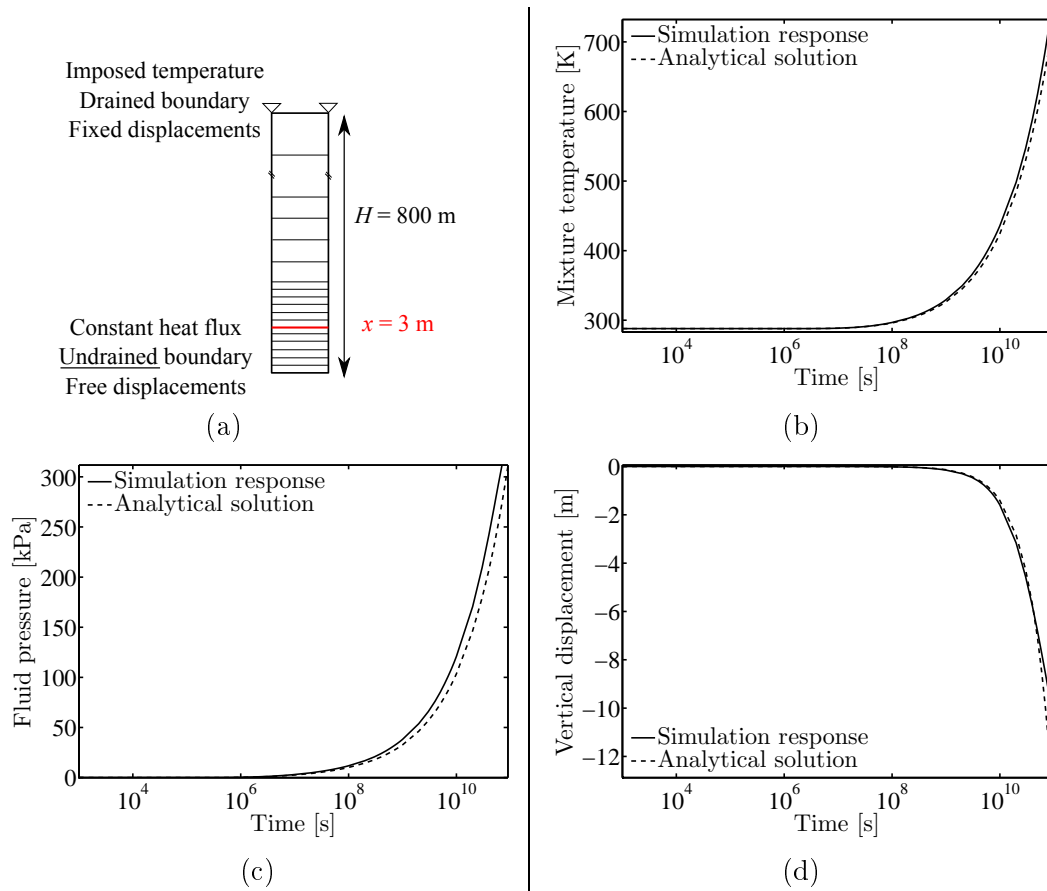 Imposed temperature
Drained boundary
Fixed displacements
H = 800 m
x = 3 m
Constant heat flux
Undrained boundary
Free displacements
(a)
Simulation response
Analytical solution
Mixture temperature [K]
700
600
500
400
300
10^4
10^6
10^8
10^10
Time [s]
(b)
Simulation response
Analytical solution
Fluid pressure [kPa]
300
250
200
150
100
50
0
10^4
10^6
10^8
10^10
Time [s]
(c)
Simulation response
Analytical solution
Vertical displacement [m]
0
−2
−4
−6
−8
−10
−12
10^4
10^6
10^8
10^10
Time [s]
(d)